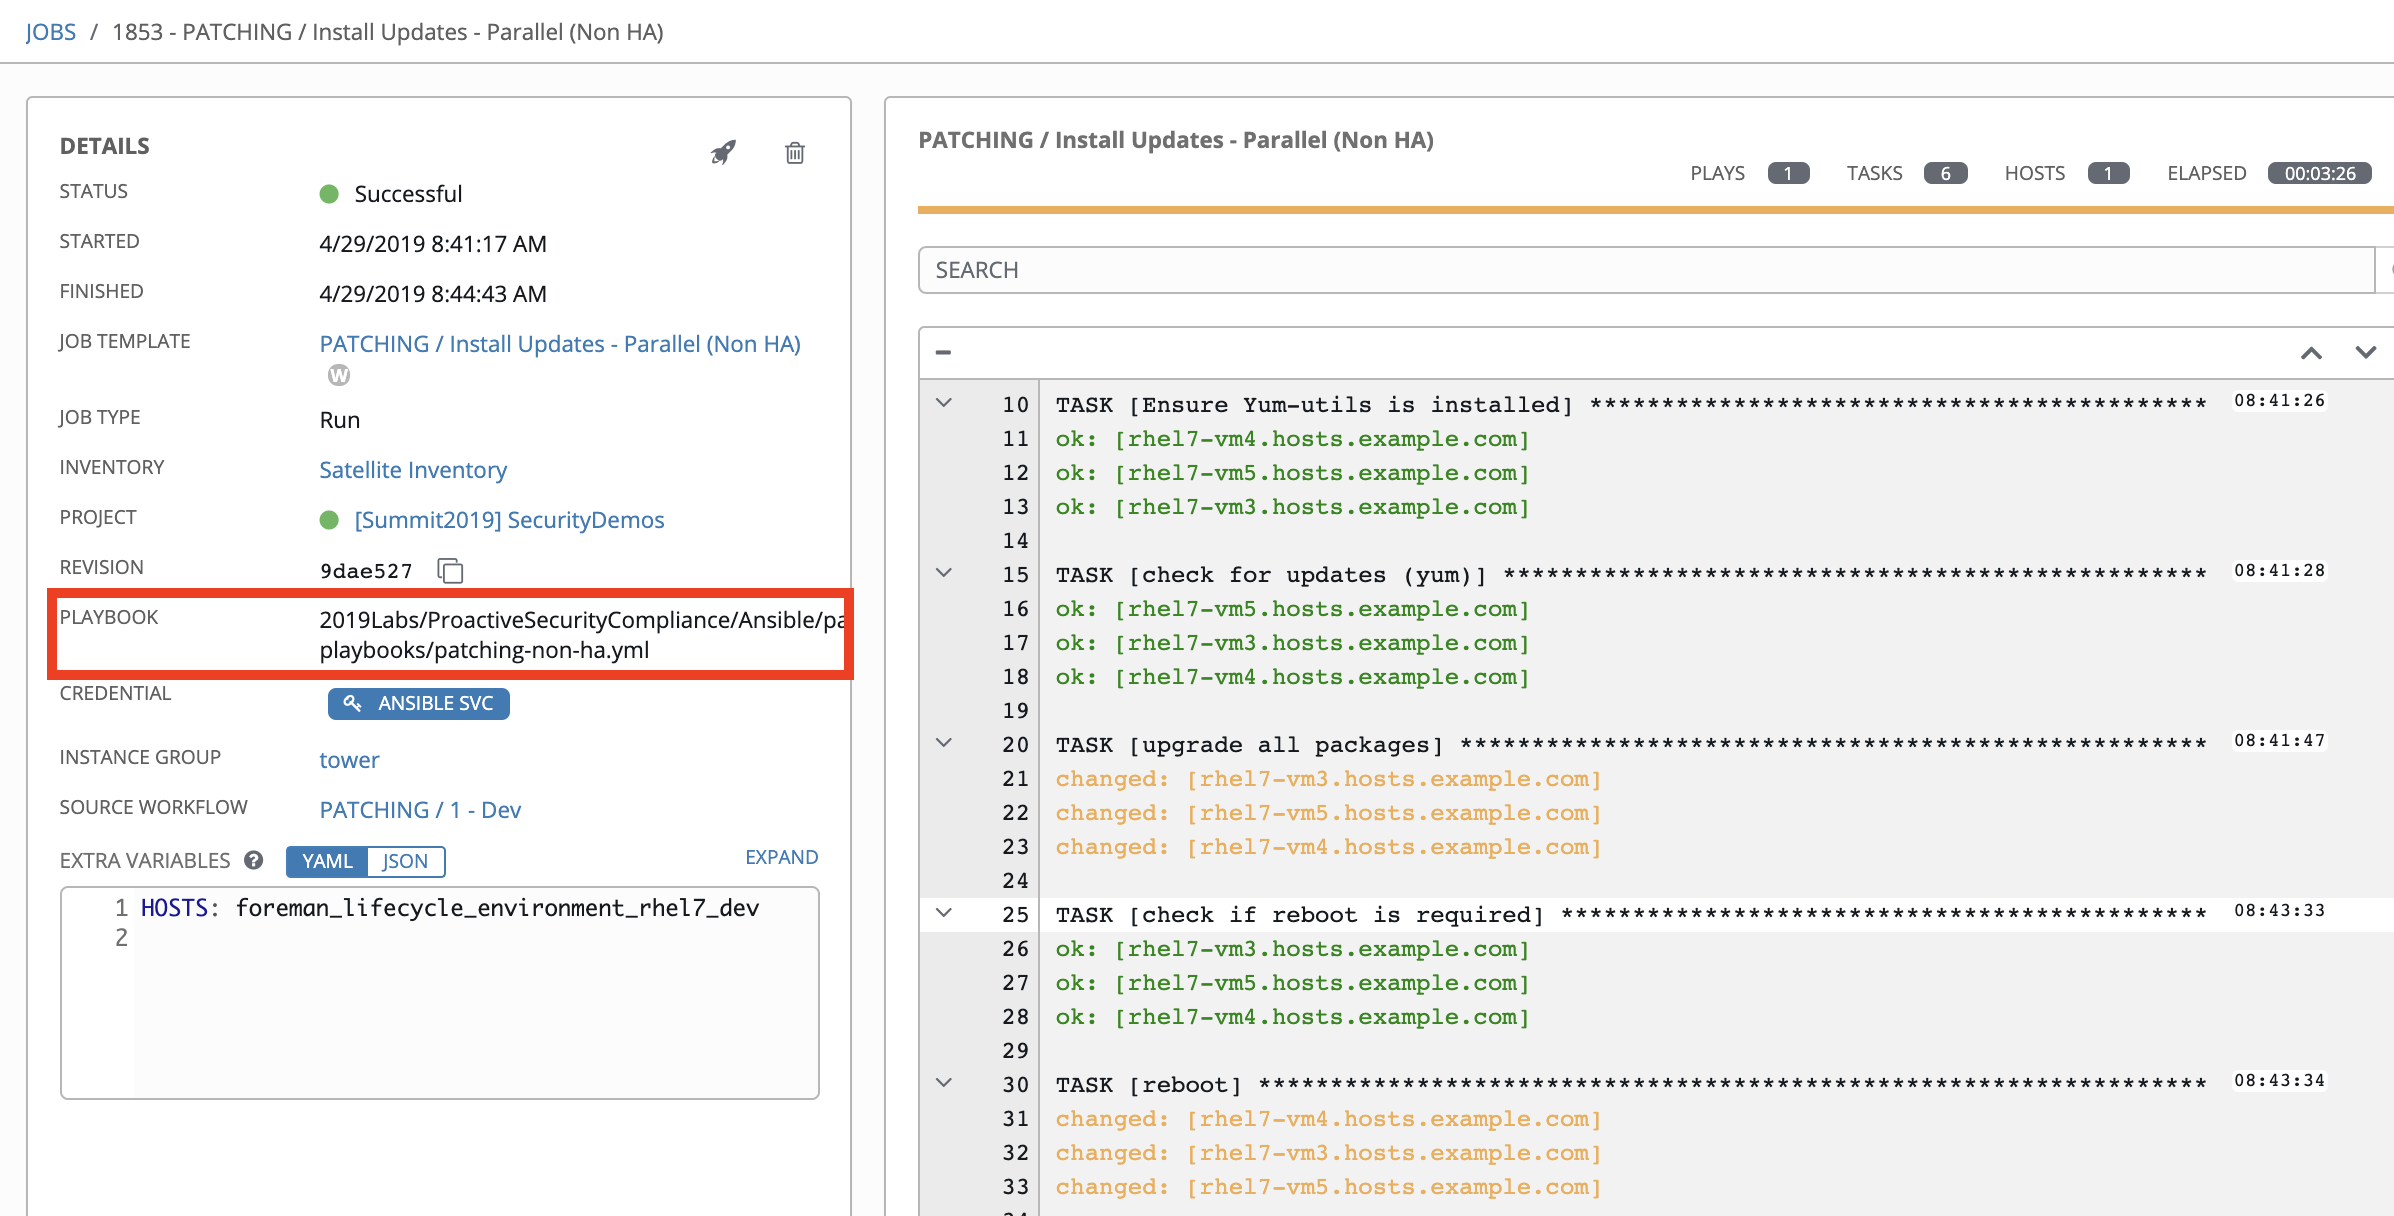 JOBS / 1853 - PATCHING / Install Updates - Parallel (Non HA)
DETAILS
STATUS Successful
STARTED 4/29/2019 8:41:17 AM
FINISHED 4/29/2019 8:44:43 AM
JOB TEMPLATE PATCHING / Install Updates - Parallel (Non HA)
W
JOB TYPE Run
INVENTORY Satellite Inventory
PROJECT [Summit2019] SecurityDemos
REVISION 9dae527
PLAYBOOK 2019Labs/ProactiveSecurityCompliance/Ansible/pa
playbooks/patching-non-ha.yml
CREDENTIAL ANSIBLE SVC
INSTANCE GROUP tower
SOURCE WORKFLOW PATCHING / 1 - Dev
EXTRA VARIABLES ? YAML JSON EXPAND
1 HOSTS: foreman_lifecycle_environment_rhel7_dev
2
PATCHING / Install Updates - Parallel (Non HA)
PLAYS 1 TASKS 6 HOSTS 1 ELAPSED 00:03:26
SEARCH
10 TASK [Ensure Yum-utils is installed] ******************************************* 08:41:26
11 ok: [rhel7-vm4.hosts.example.com]
12 ok: [rhel7-vm5.hosts.example.com]
13 ok: [rhel7-vm3.hosts.example.com]
14
15 TASK [check for updates (yum)] ************************************************* 08:41:28
16 ok: [rhel7-vm5.hosts.example.com]
17 ok: [rhel7-vm3.hosts.example.com]
18 ok: [rhel7-vm4.hosts.example.com]
19
20 TASK [upgrade all packages] **************************************************** 08:41:47
21 changed: [rhel7-vm3.hosts.example.com]
22 changed: [rhel7-vm5.hosts.example.com]
23 changed: [rhel7-vm4.hosts.example.com]
24
25 TASK [check if reboot is required] ********************************************* 08:43:33
26 ok: [rhel7-vm3.hosts.example.com]
27 ok: [rhel7-vm5.hosts.example.com]
28 ok: [rhel7-vm4.hosts.example.com]
29
30 TASK [reboot] ****************************************************************** 08:43:34
31 changed: [rhel7-vm4.hosts.example.com]
32 changed: [rhel7-vm3.hosts.example.com]
33 changed: [rhel7-vm5.hosts.example.com]